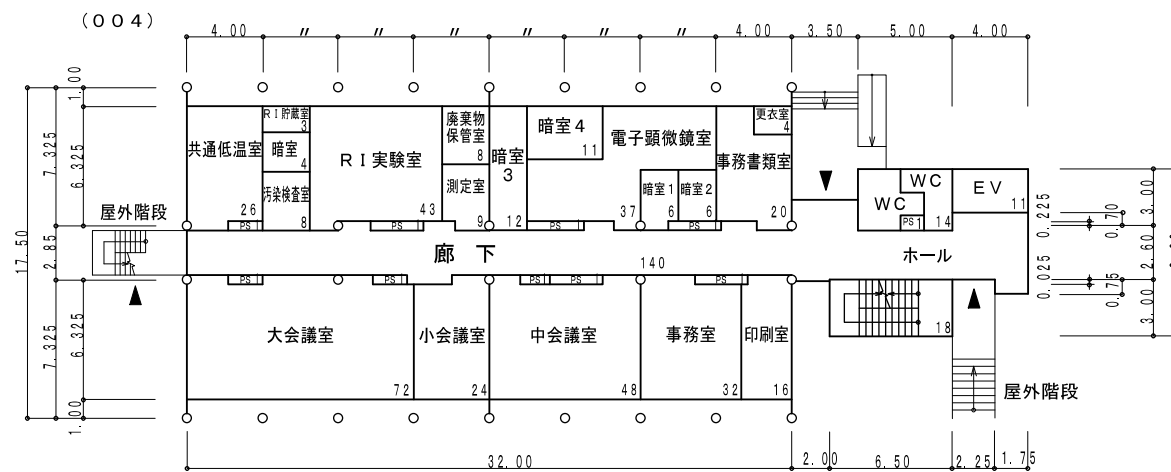 (004)
4.00 〃 〃 〃 〃 〃 〃 4.00 3.50 5.00 4.00
1.00
7.325
6.325
17.50
2.85
7.325
6.325
1.00
共通低温室
26
RI貯蔵室
3
暗室
4
汚染検査室
8
RI実験室
43
廃棄物
保管室
8
測定室
9
暗室
3
12
暗室4
11
電子顕微鏡室
37
暗室1
6
暗室2
6
更衣室
4
事務書類室
20
WC
WC
PS 1
14
EV
11
屋外階段
PS
PS
PS
PS
廊下
140
ホール
PS
PS
PS
PS
PS
大会議室
72
小会議室
24
中会議室
48
事務室
32
印刷室
16
18
屋外階段
3.00
0.225
0.70
2.60
0.025
0.75
3.00
32.00 2.00 6.50 2.25 1.75